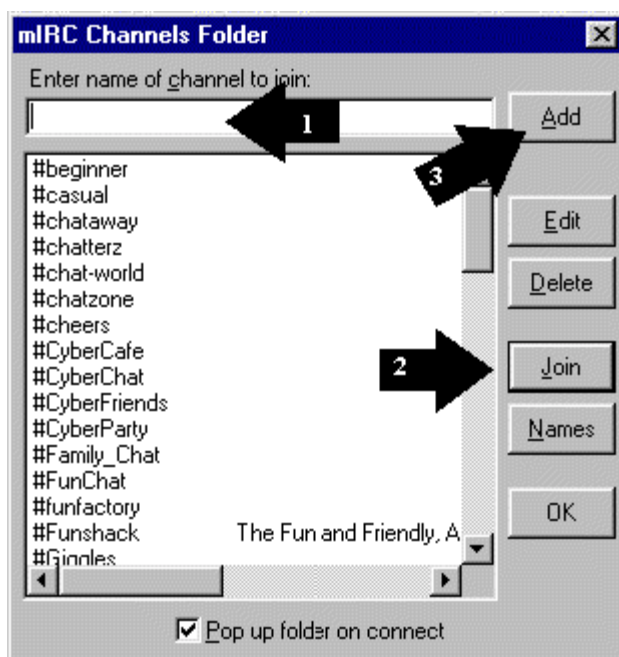 mIRC Channels Folder
Enter name of channel to join:
1
Add
3
#beginner
#casual
#chataway
#chatterz
#chat-world
#chatzone
#cheers
#CyberCafe
#CyberChat
#CyberFriends
#CyberParty
#Family_Chat
#FunChat
#funfactory
#Funshack The Fun and Friendly, A
#Giggles
Edit
Delete
2
Join
Names
OK
Pop up folder on connect